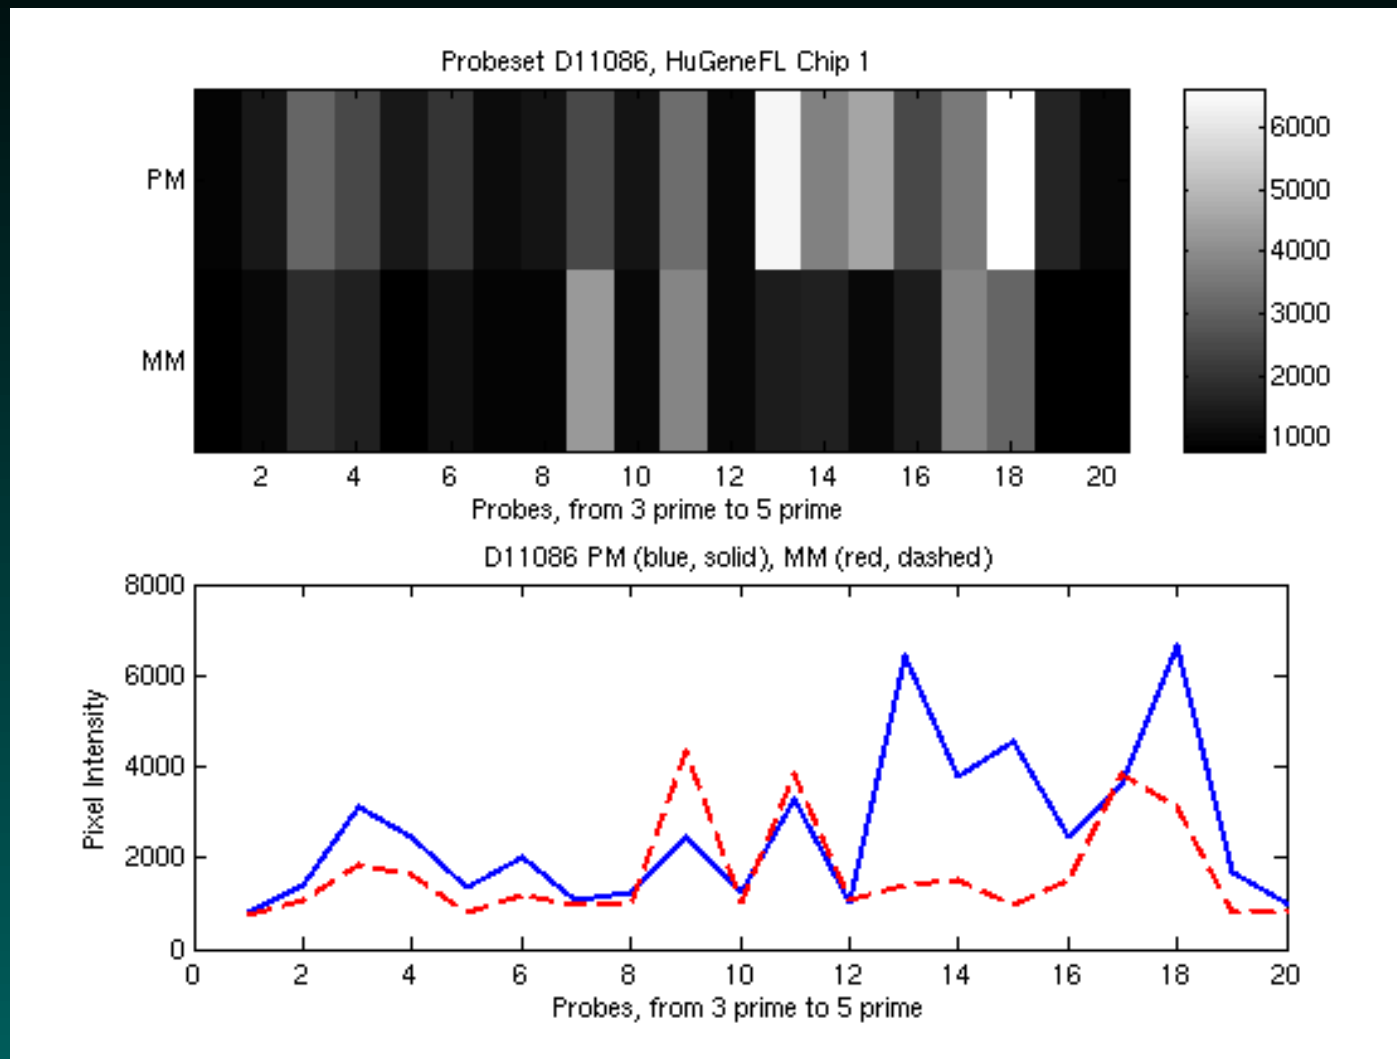 Probeset D11086, HuGeneFL Chip 1
PM
MM
6000
5000
4000
3000
2000
1000
2 4 6 8 10 12 14 16 18 20
Probes, from 3 prime to 5 prime
D11086 PM (blue, solid), MM (red, dashed)
Pixel Intensity
8000
6000
4000
2000
0
0 2 4 6 8 10 12 14 16 18 20
Probes, from 3 prime to 5 prime